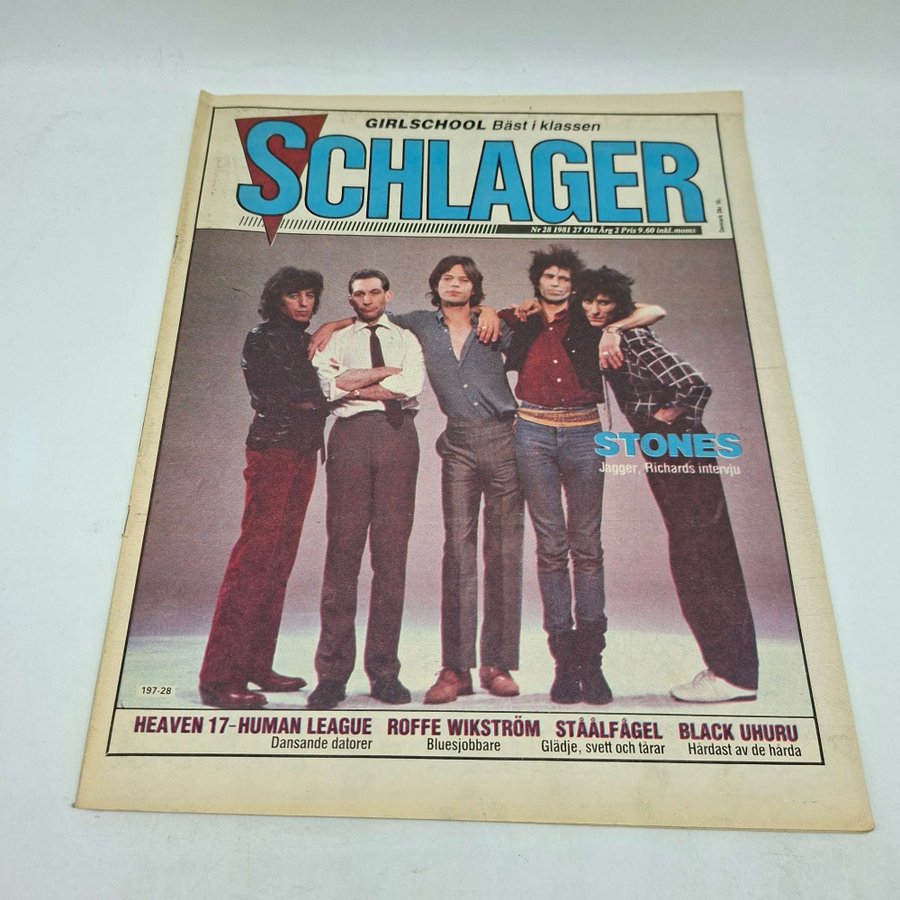 GIRLSCHOOL Bäst i klassen
SCHLAGER
Nr 28 1981 27 Okt Årg 2 Pris 9.60 inkl. moms
STONES
Jagger, Richards intervju
197-28
HEAVEN 17-HUMAN LEAGUE
Dansande datorer
ROFFE WIKSTRÖM
Bluesjobbare
STÅÅLFÅGEL
Glädje, svett och tårar
BLACK UHURU
Hårdast av de hårda